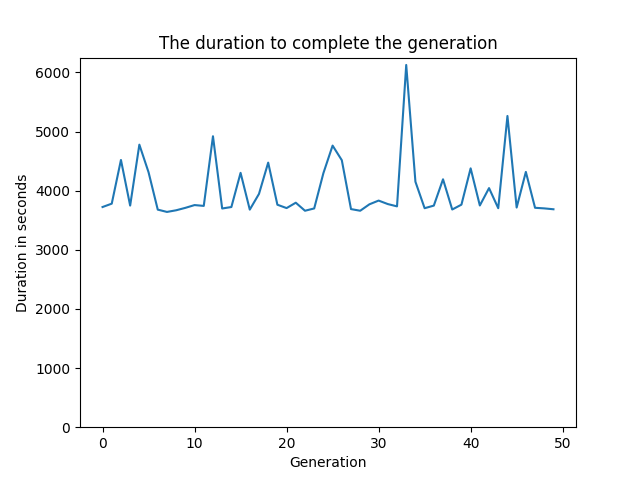 The duration to complete the generation
6000
5000
4000
3000
2000
1000
0
Duration in seconds
0 10 20 30 40 50
Generation